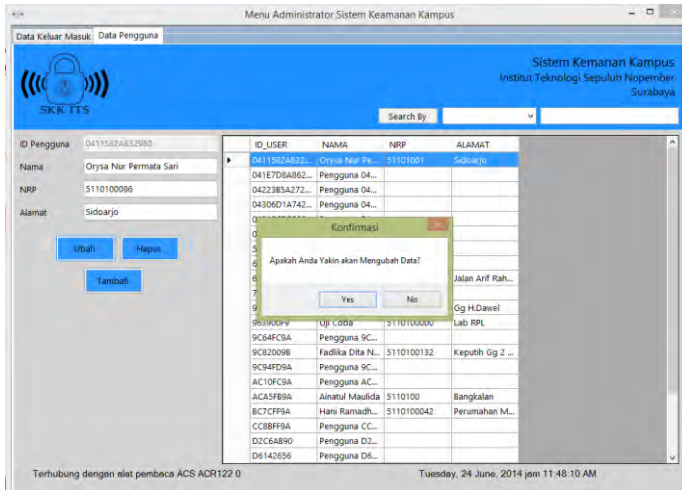 Menu Administrator Sistem Keamanan Kampus
Data Keluar Masuk Data Pengguna
Sistem Kemanan Kampus
Institut Teknologi Sepuluh Nopember
Surabaya
SKK ITS
Search By
ID Pengguna 0411582A832980
Nama Orysa Nur Permata Sari
NRP 5110100086
Alamat Sidoarjo
Ubah Hapus
Tambah
ID_USER NAMA NRP ALAMAT
0411582A832... Orysa Nur Pe... 51101001 Sidoarjo
041E7D8A862... Pengguna 04...
04223B5A272... Pengguna 04...
04306D1A742... Pengguna 04...
Konfirmasi
Apakah Anda Yakin akan Mengubah Data?
Yes No
Jalan Arif Rah...
Gg H.Dawel
963900F9 Uji Coba 5110100000 Lab RPL
9C64FC9A Pengguna 9C...
9C82009B Fadlika Dita N... 5110100132 Keputih Gg 2 ...
9C94FD9A Pengguna 9C...
AC10FC9A Pengguna AC...
ACA5FB9A Ainatul Maulida 5110100 Bangkalan
BC7CFF9A Hani Ramadh... 5110100042 Perumahan M...
CC8BFF9A Pengguna CC...
D2C6AB90 Pengguna D2...
D6142656 Pengguna D6...
Terhubung dengan alat pembaca ACS ACR122 0
Tuesday, 24 June, 2014 jam 11:48:10 AM